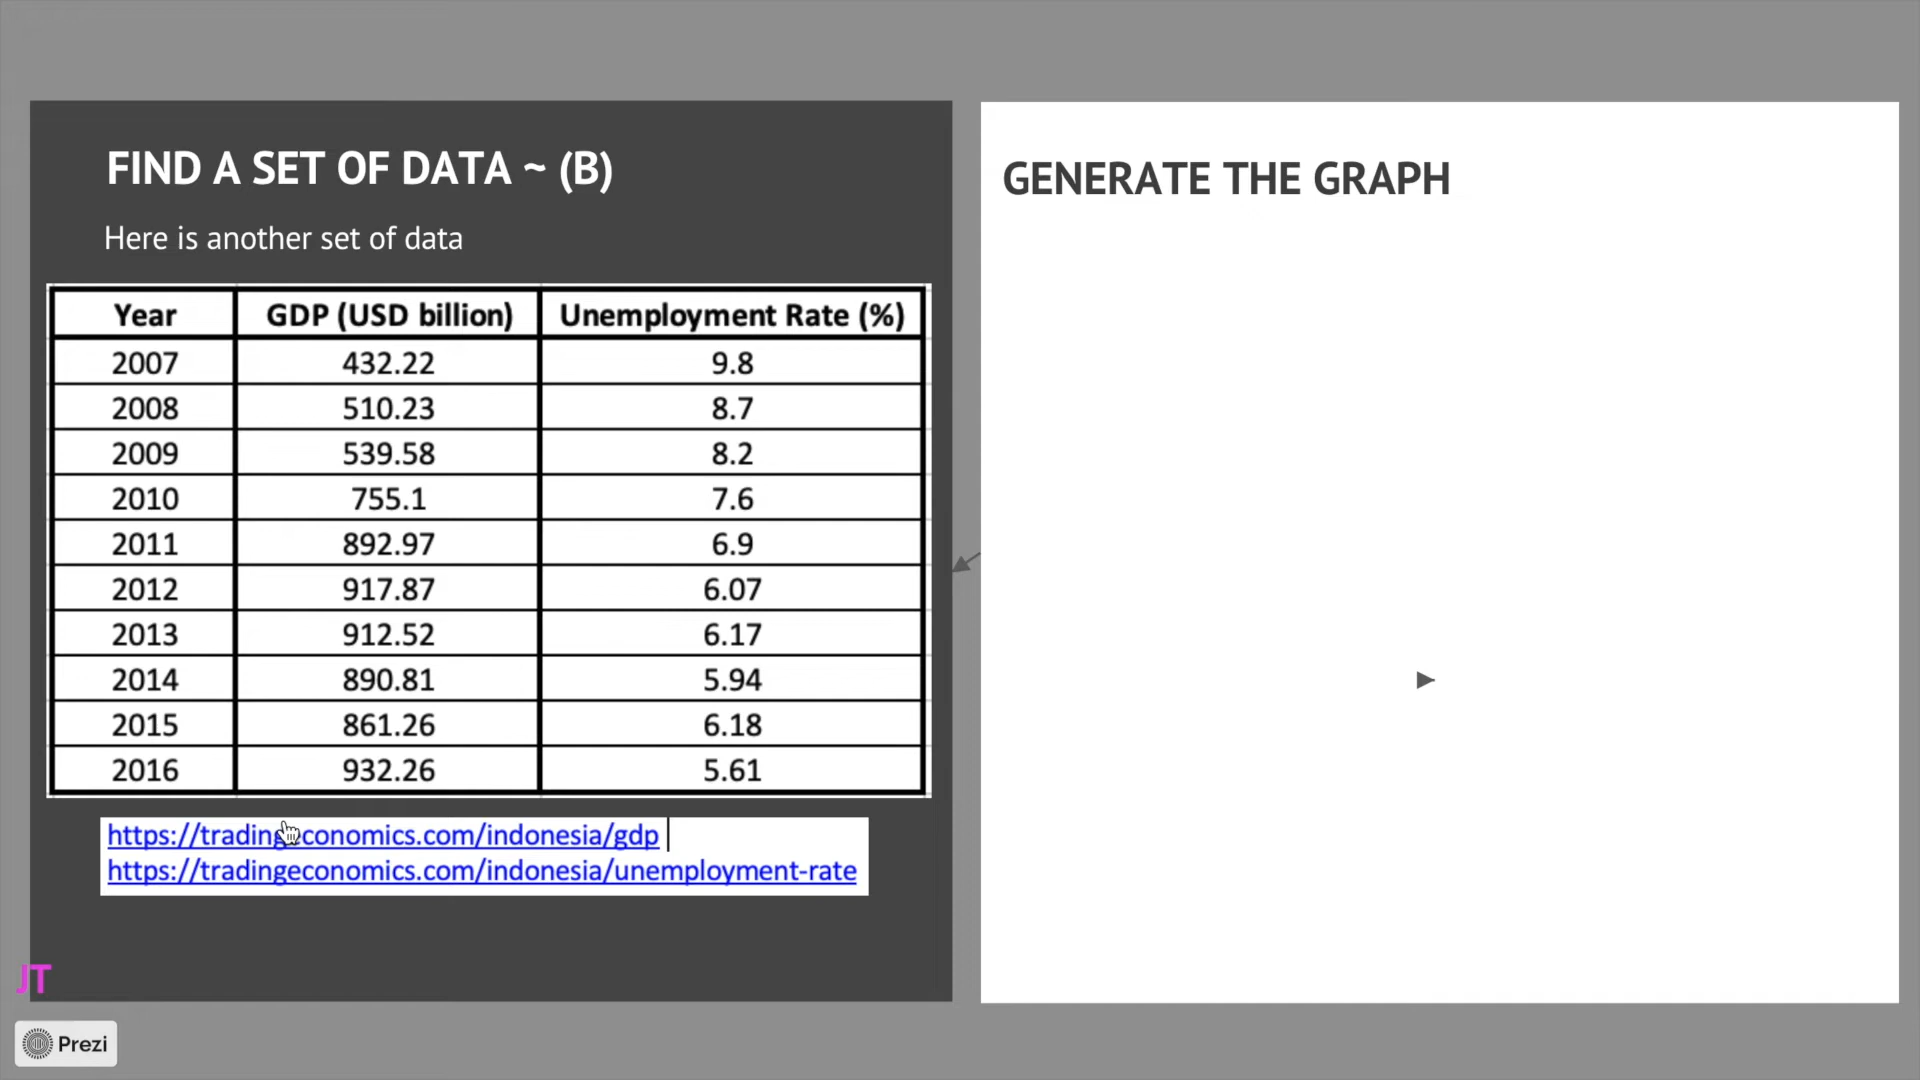 FIND A SET OF DATA ~ (B)
Here is another set of data
Year GDP (USD billion) Unemployment Rate (%)
2007 432.22 9.8
2008 510.23 8.7
2009 539.58 8.2
2010 755.1 7.6
2011 892.97 6.9
2012 917.87 6.07
2013 912.52 6.17
2014 890.81 5.94
2015 861.26 6.18
2016 932.26 5.61
https://tradingeconomics.com/indonesia/gdp
https://tradingeconomics.com/indonesia/unemployment-rate
GENERATE THE GRAPH
JT
Prezi